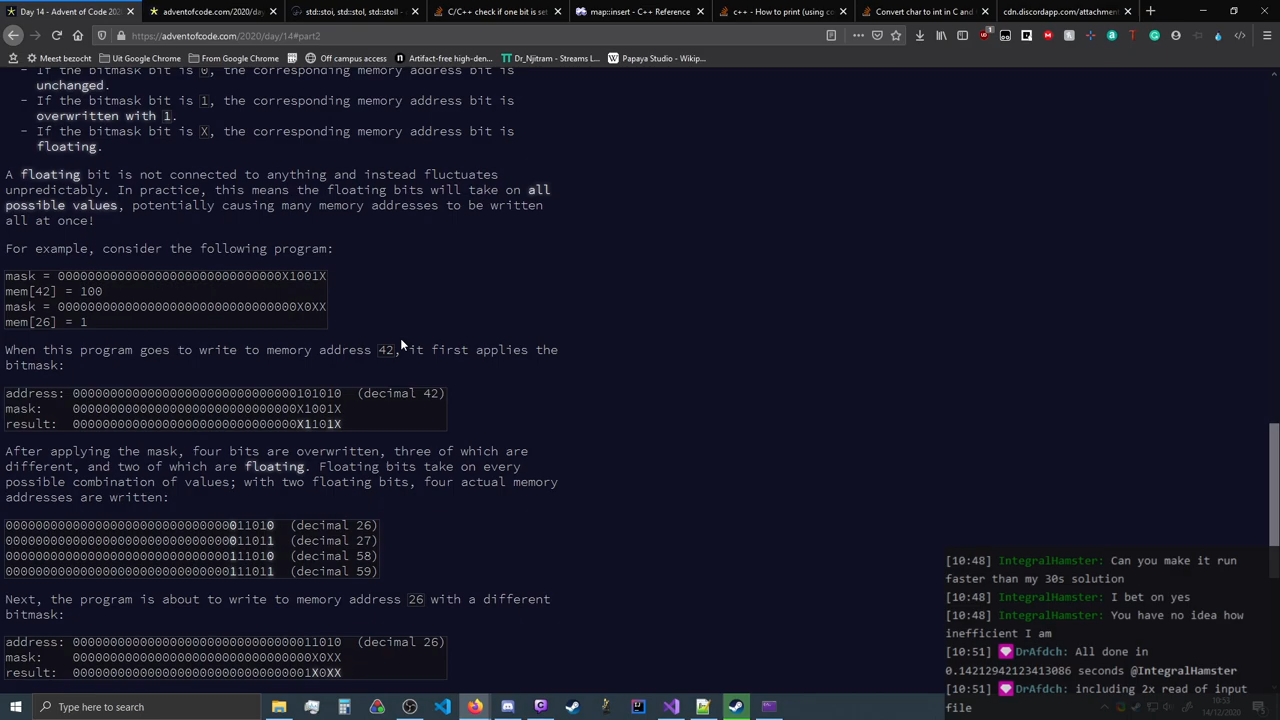 Day 14 - Advent of Code 2020
adventofcode.com/2020/day/
std::stoi, std::stol, std::stoll -
C/C++ check if one bit is set
map::insert - C++ Reference
c++ - How to print (using co
Convert char to int in C and
cdn.discordapp.com/attachment
https://adventofcode.com/2020/day/14#part2
Meest bezocht
Uit Google Chrome
From Google Chrome
Off campus access
Artifact-free high-den...
Dr_Njitram - Streams L...
Papaya Studio - Wikip...
- If the bitmask bit is 0, the corresponding memory address bit is
unchanged.
- If the bitmask bit is 1, the corresponding memory address bit is
overwritten with 1.
- If the bitmask bit is X, the corresponding memory address bit is
floating.
A floating bit is not connected to anything and instead fluctuates
unpredictably. In practice, this means the floating bits will take on all
possible values, potentially causing many memory addresses to be written
all at once!
For example, consider the following program:
mask = 000000000000000000000000000000X1001X
mem[42] = 100
mask = 00000000000000000000000000000000X0XX
mem[26] = 1
When this program goes to write to memory address 42, it first applies the
bitmask:
address: 000000000000000000000000000000101010 (decimal 42)
mask: 000000000000000000000000000000X1001X
result: 000000000000000000000000000000X1101X
After applying the mask, four bits are overwritten, three of which are
different, and two of which are floating. Floating bits take on every
possible combination of values; with two floating bits, four actual memory
addresses are written:
000000000000000000000000000000011010 (decimal 26)
000000000000000000000000000000011011 (decimal 27)
000000000000000000000000000000111010 (decimal 58)
000000000000000000000000000000111011 (decimal 59)
Next, the program is about to write to memory address 26 with a different
bitmask:
address: 000000000000000000000000000000011010 (decimal 26)
mask: 00000000000000000000000000000000X0XX
result: 00000000000000000000000000000001X0XX
[10:48] IntegralHamster: Can you make it run
faster than my 30s solution
[10:48] IntegralHamster: I bet on yes
[10:48] IntegralHamster: You have no idea how
inefficient I am
[10:51] DrAfdch: All done in
0.14212942123413086 seconds @IntegralHamster
[10:51] DrAfdch: including 2x read of input
file
Type here to search
10:53
14/12/2020